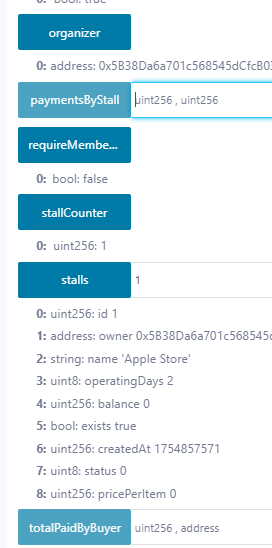 0: bool: true
organizer
0: address: 0x5B38Da6a701c568545dCfcB03
paymentsByStall uint256 , uint256
requireMembe...
0: bool: false
stallCounter
0: uint256: 1
stalls 1
0: uint256: id 1
1: address: owner 0x5B38Da6a701c568545d
2: string: name 'Apple Store'
3: uint8: operatingDays 2
4: uint256: balance 0
5: bool: exists true
6: uint256: createdAt 1754857571
7: uint8: status 0
8: uint256: pricePerItem 0
totalPaidByBuyer uint256 , address